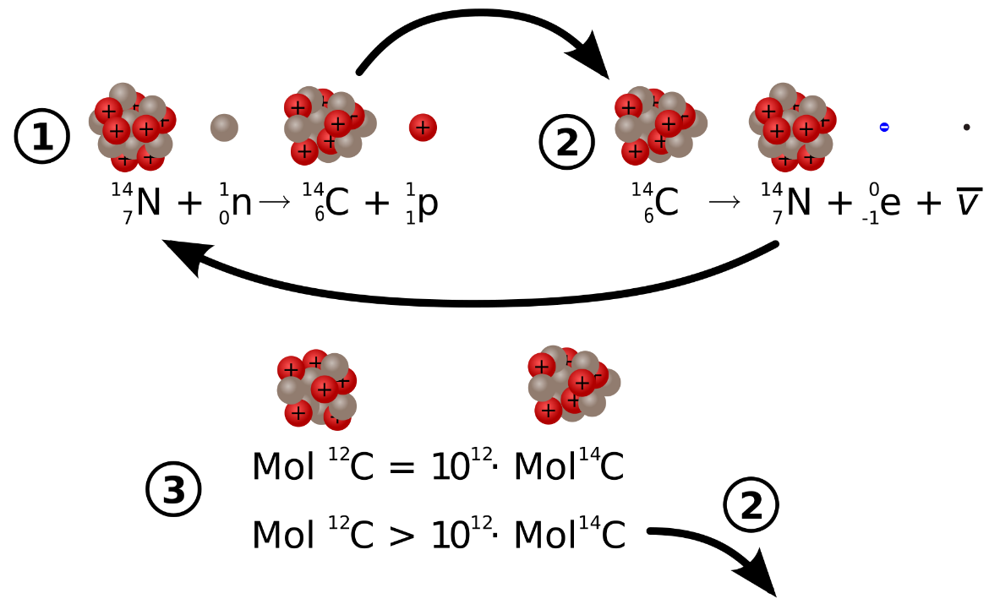 1
¹⁴₇N + ¹₀n → ¹⁴₆C + ¹₁p
2
¹⁴₆C → ¹⁴₇N + ⁰₋₁e + v̅
3
Mol ¹²C = 10¹²· Mol¹⁴C
Mol ¹²C > 10¹²· Mol¹⁴C
2